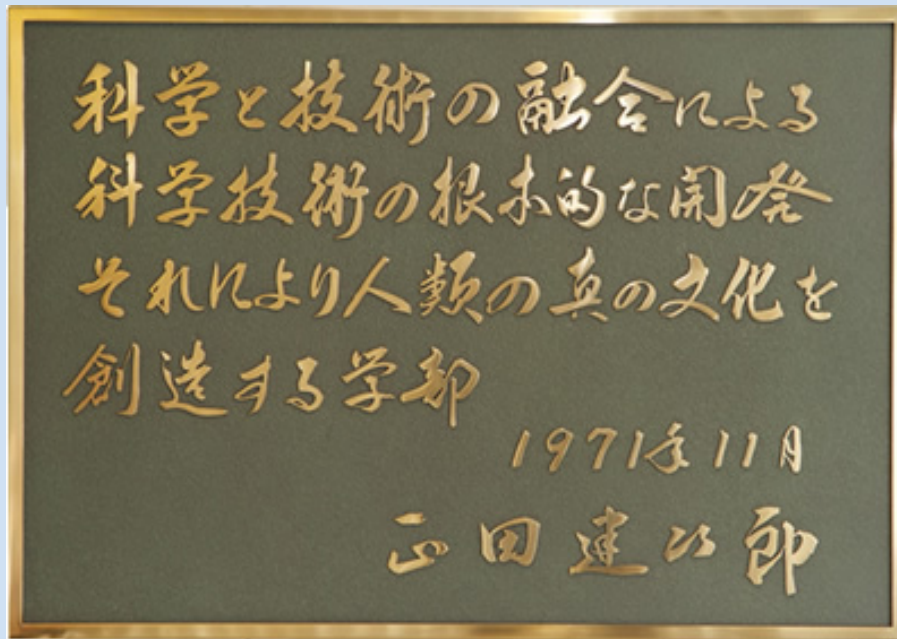 科学と技術の融合による
科学技術の根本的な開発
それにより人類の真の文化を
創造する学部
1971年11月
正田建次郎